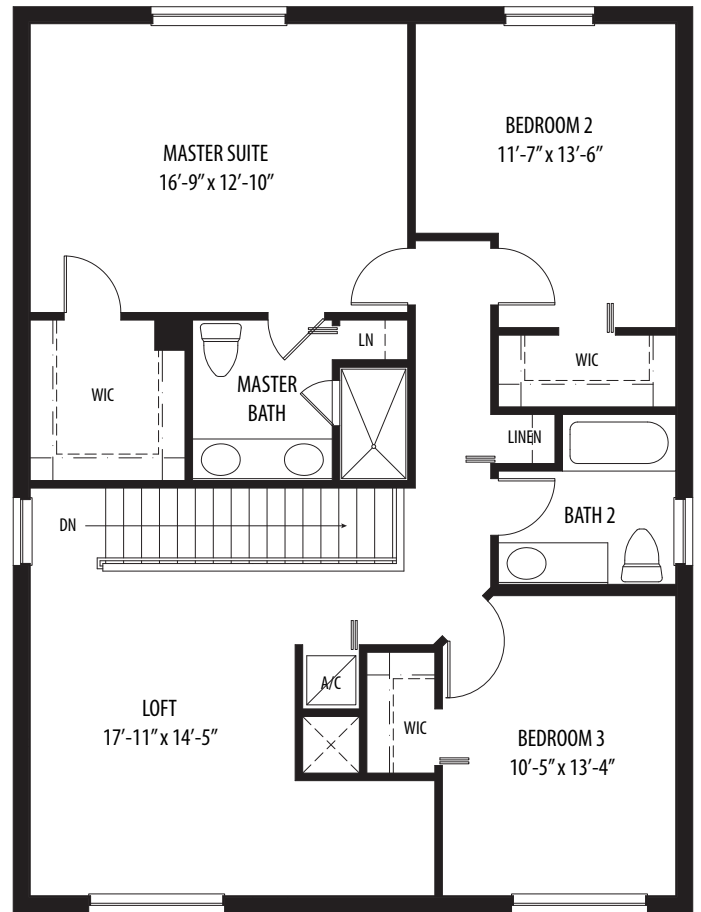 MASTER SUITE
16’-9” x 12’-10”
BEDROOM 2
11’-7” x 13’-6”
LN
WIC
WIC
MASTER
BATH
LINEN
DN
BATH 2
A/C
LOFT
17’-11” x 14’-5”
WIC
BEDROOM 3
10’-5” x 13’-4”